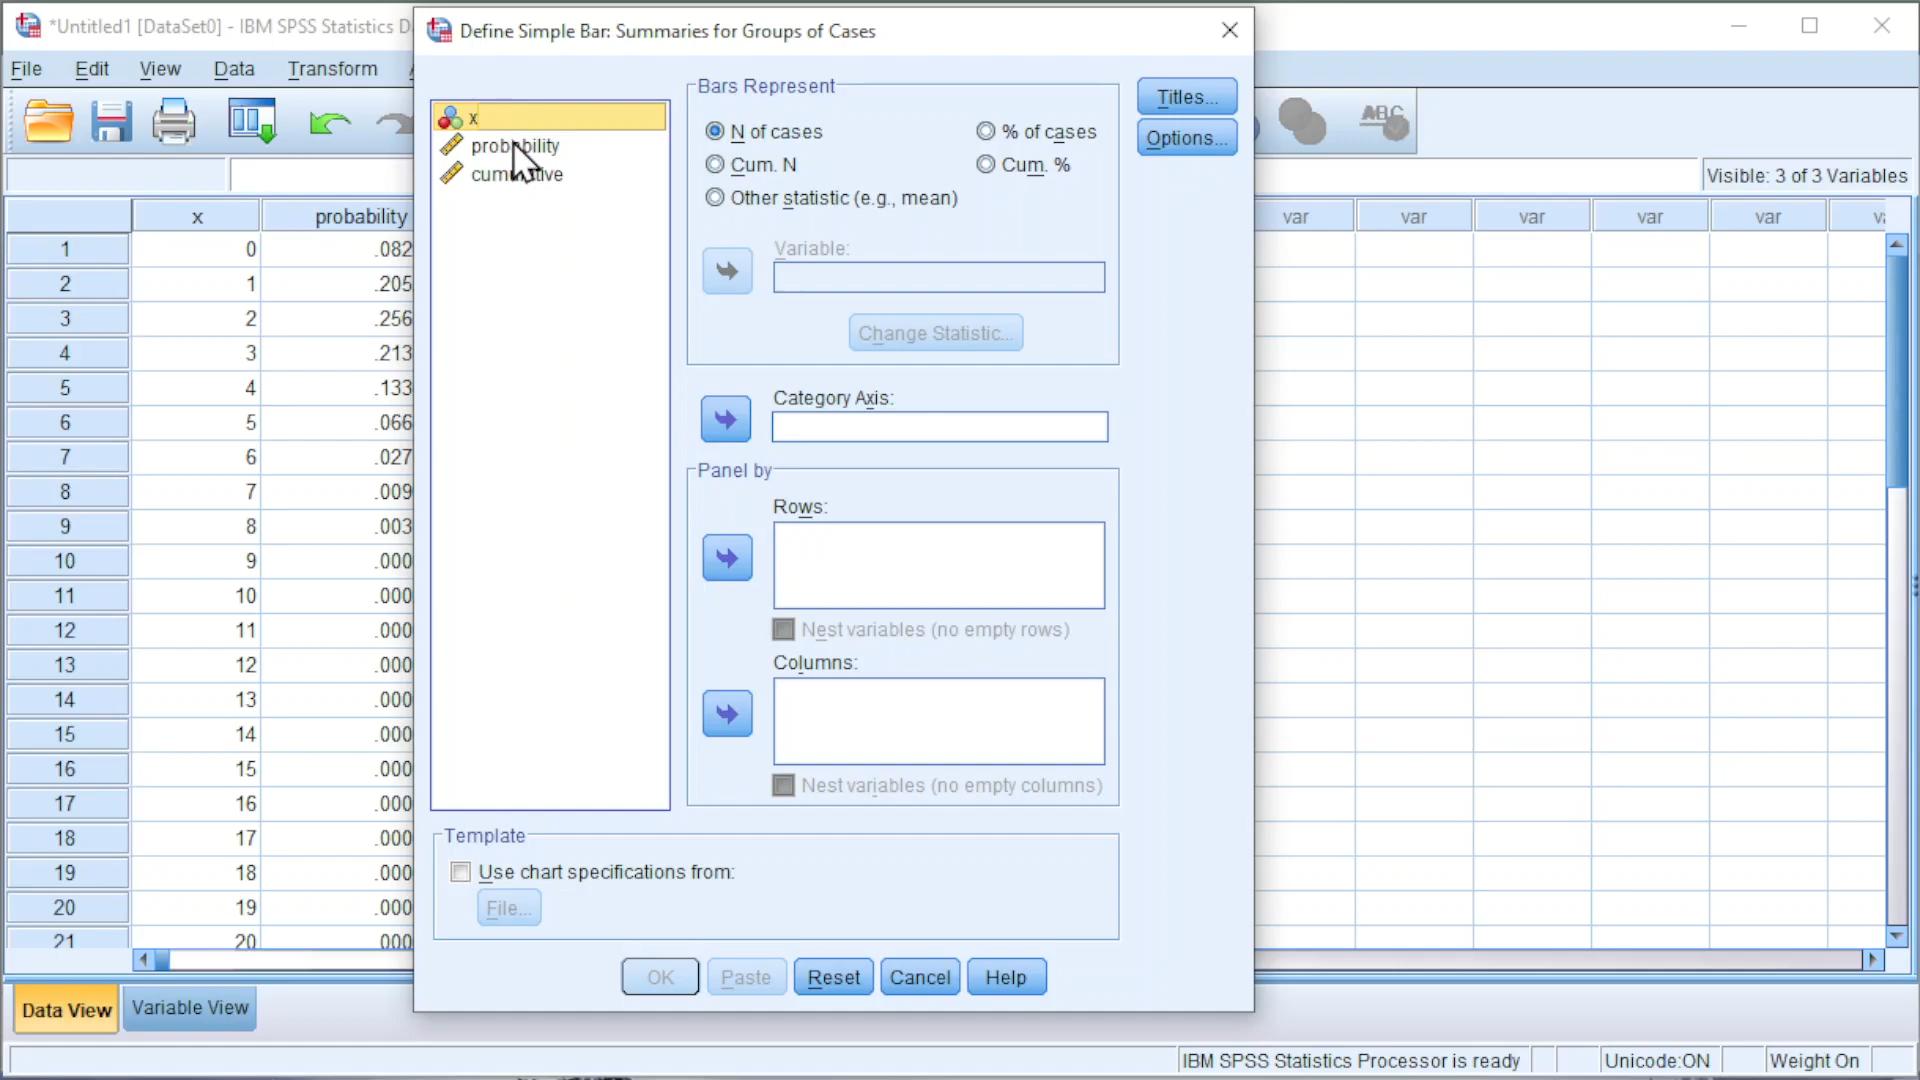 *Untitled1 [DataSet0] - IBM SPSS Statistics D
Define Simple Bar: Summaries for Groups of Cases
File Edit View Data Transform
ABC
Visible: 3 of 3 Variables
x probability
var var var var var
1 0 .082
2 1 .205
3 2 .256
4 3 .213
5 4 .133
6 5 .066
7 6 .027
8 7 .009
9 8 .003
10 9 .000
11 10 .000
12 11 .000
13 12 .000
14 13 .000
15 14 .000
16 15 .000
17 16 .000
18 17 .000
19 18 .000
20 19 .000
21 20 .000
x
probability
cumulative
Bars Represent
N of cases % of cases
Cum. N Cum. %
Other statistic (e.g., mean)
Variable:
Change Statistic...
Category Axis:
Panel by
Rows:
Nest variables (no empty rows)
Columns:
Nest variables (no empty columns)
Titles...
Options...
Template
Use chart specifications from:
File...
OK Paste Reset Cancel Help
Data View Variable View
IBM SPSS Statistics Processor is ready Unicode:ON Weight On